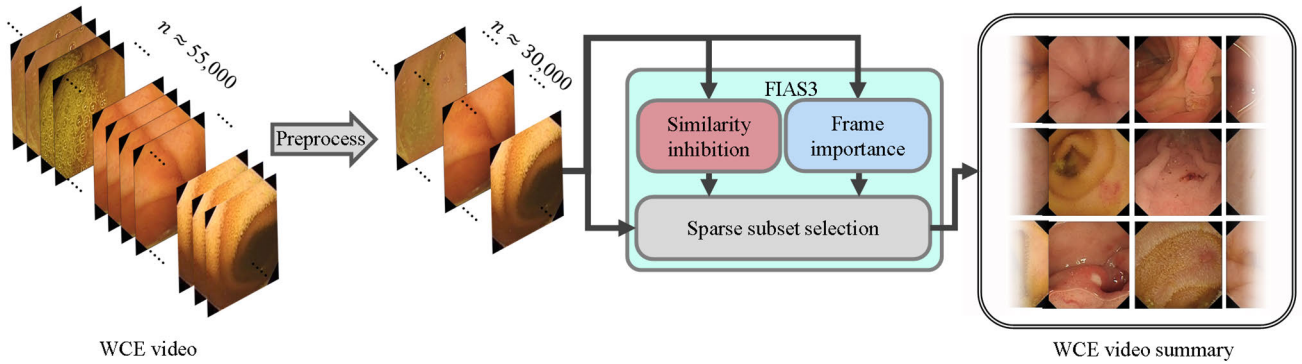 n ≈ 55,000
n ≈ 30,000
Preprocess
FIAS3
Similarity
inhibition
Frame
importance
Sparse subset selection
WCE video
WCE video summary